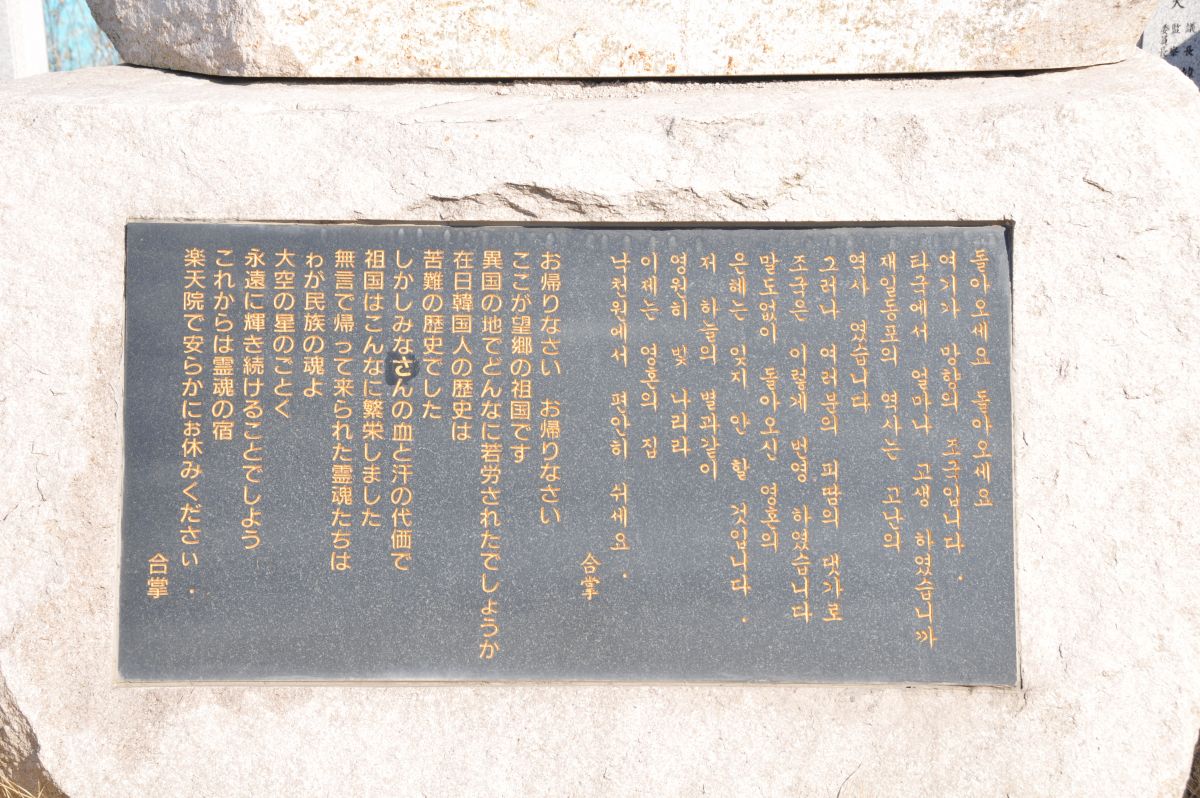 돌아오세요 돌아오세요
여기가 망향의 조국입니다.
타국에서 얼마나 고생 하였습니까
재일동포의 역사는 고난의
역사 였습니다
그러나 여러분의 피땀의 댓가로
조국은 이렇게 번영 하였습니다
말도없이 돌아오신 영혼의
은혜는 잊지 안 할 것입니다.
저 하늘의 별과같이
영원히 빛 나리라
이제는 영혼의 집
낙천원에서 편안히 쉬세요.
合掌
お帰りなさい お帰りなさい
ここが望郷の祖国です
異国の地でどんなに若労されたでしょうか
在日韓国人の歴史は
苦難の歴史でした
しかしみなさんの血と汗の代価で
祖国はこんなに繁栄しました
無言で帰って来られた霊魂たちは
わが民族の魂よ
大空の星のごとく
永遠に輝き続けることでしよう
これからは霊魂の宿
楽天院で安らかにお休みください.
合掌